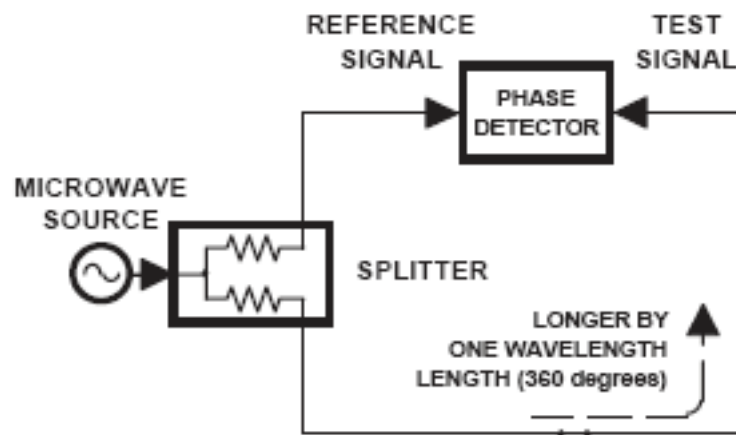 REFERENCE
SIGNAL
TEST
SIGNAL
PHASE
DETECTOR
MICROWAVE
SOURCE
SPLITTER
LONGER BY
ONE WAVELENGTH
LENGTH (360 degrees)